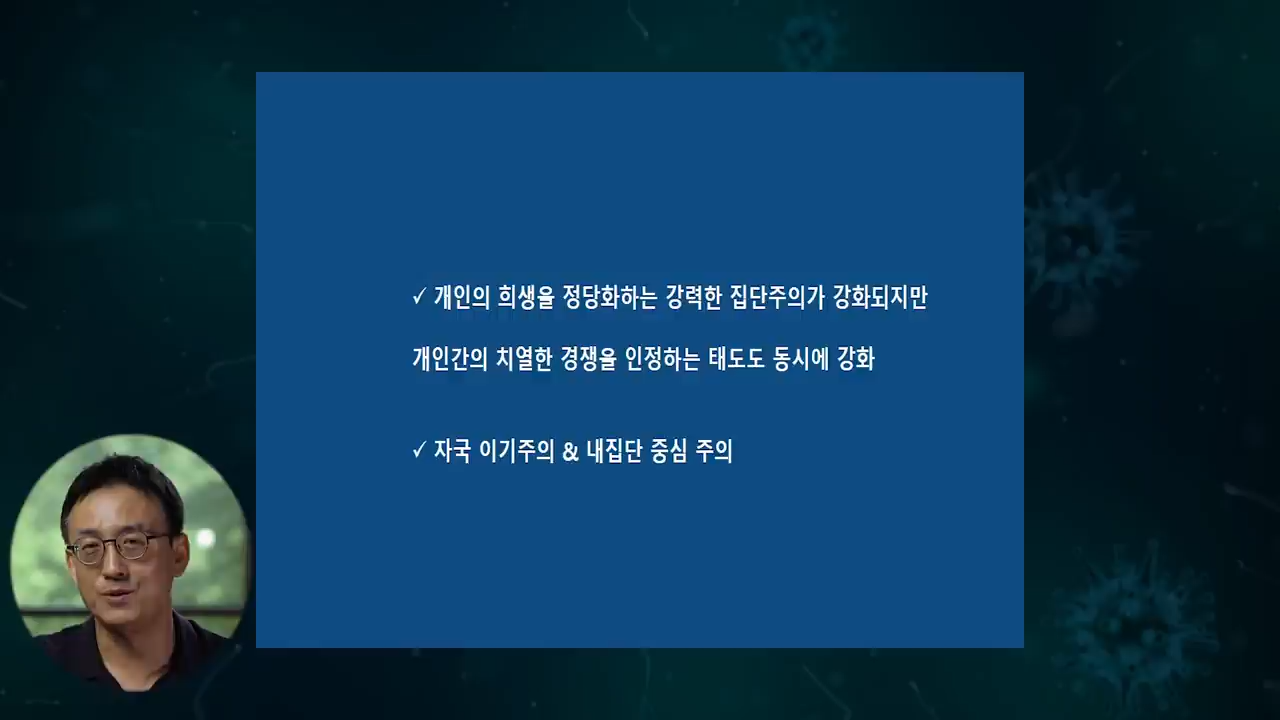 ✓ 개인의 희생을 정당화하는 강력한 집단주의가 강화되지만
개인간의 치열한 경쟁을 인정하는 태도도 동시에 강화
✓ 자국 이기주의 & 내집단 중심 주의